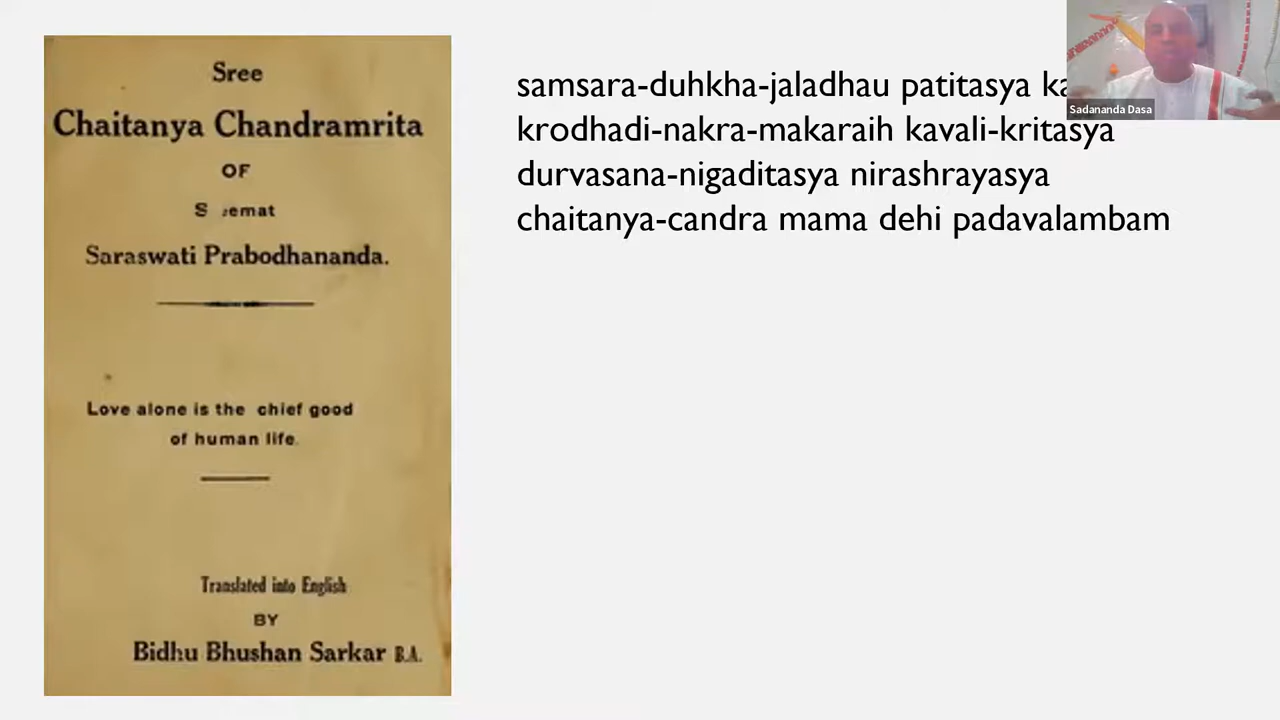 Sree
Chaitanya Chandramrita
OF
Saraswati Prabodhananda.
Love alone is the chief good
of human life.
Translated into English
BY
Bidhu Bhushan Sarkar B.A.
samsara-duhkha-jaladhau patitasya
krodhadi-nakra-makaraih kavali-kritasya
durvasana-nigaditasya nirashrayasya
chaitanya-candra mama dehi padavalambam
Sadananda Dasa